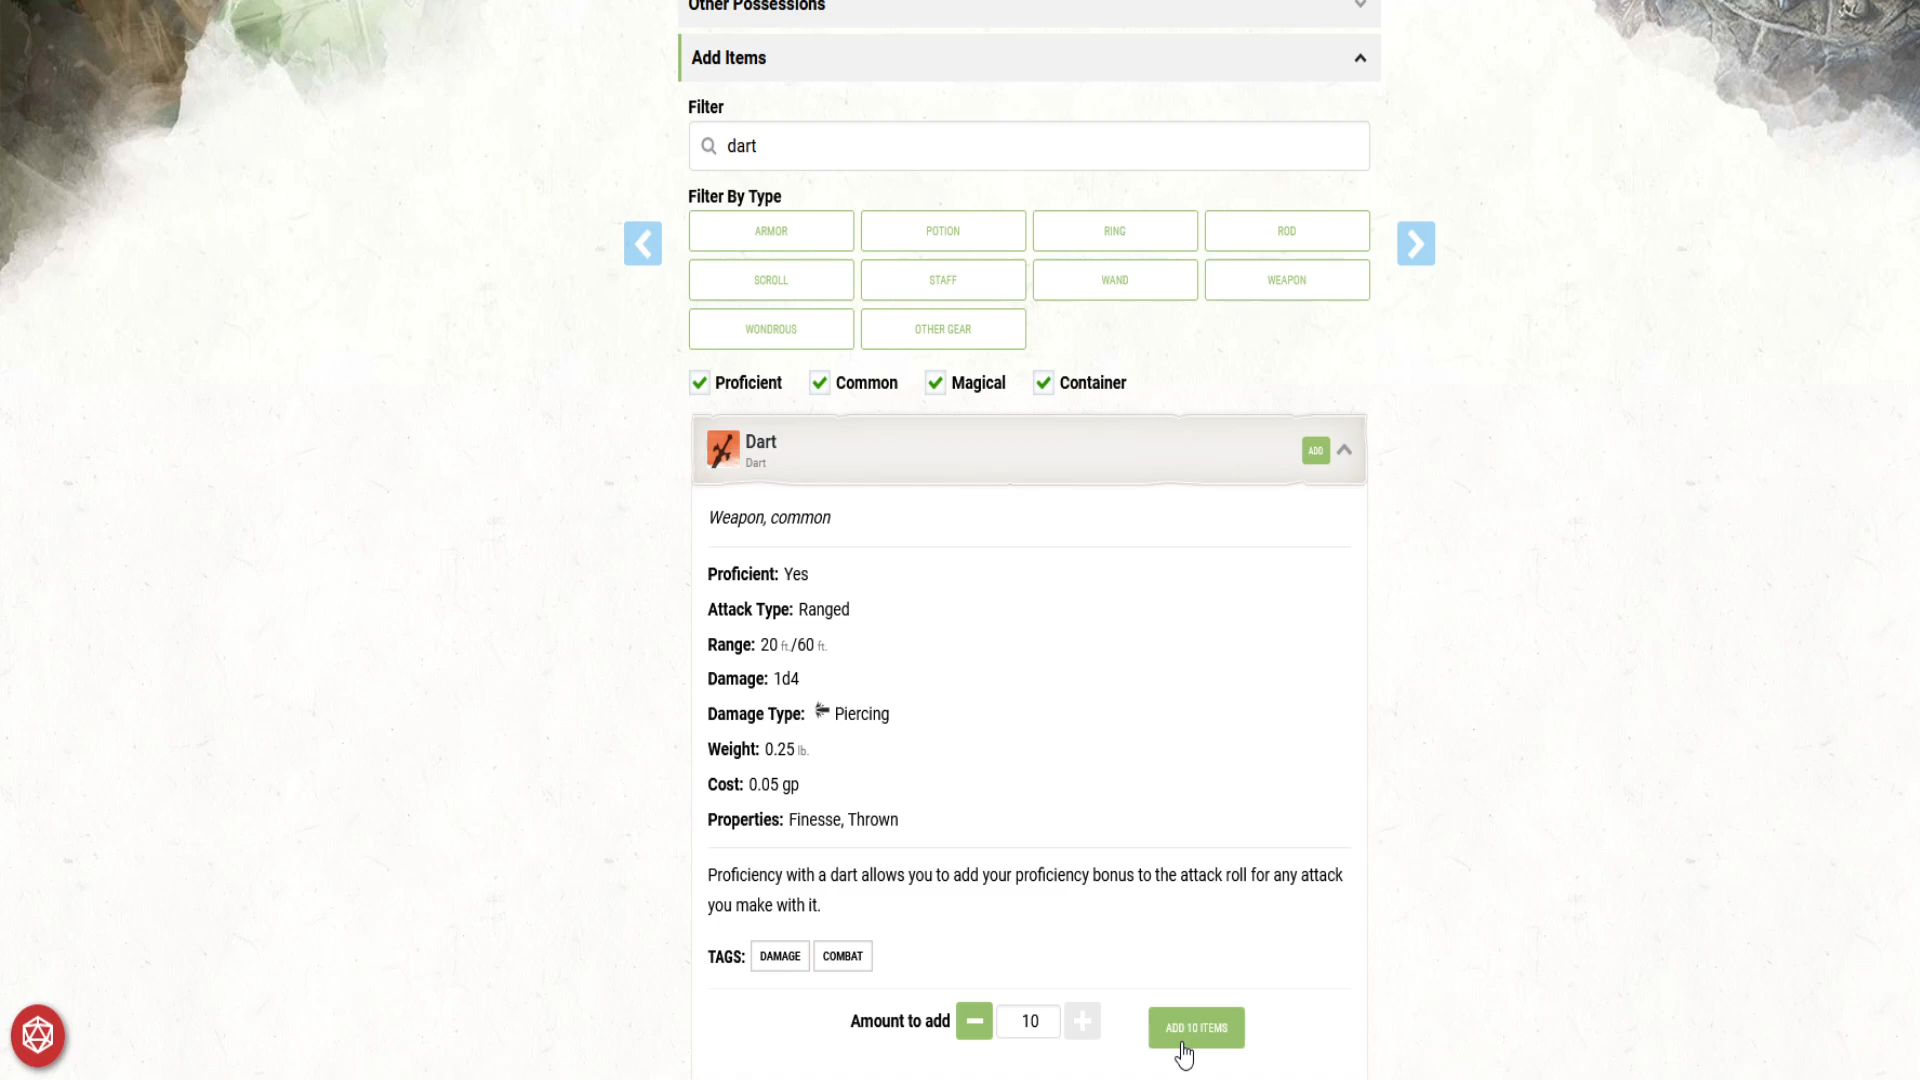 Other Possessions
Add Items
Filter
dart
Filter By Type
ARMOR POTION RING ROD
SCROLL STAFF WAND WEAPON
WONDROUS OTHER GEAR
Proficient Common Magical Container
Dart
Dart
ADD
Weapon, common
Proficient: Yes
Attack Type: Ranged
Range: 20 ft./60 ft.
Damage: 1d4
Damage Type: Piercing
Weight: 0.25 lb.
Cost: 0.05 gp
Properties: Finesse, Thrown
Proficiency with a dart allows you to add your proficiency bonus to the attack roll for any attack
you make with it.
TAGS: DAMAGE COMBAT
Amount to add 10 ADD 10 ITEMS